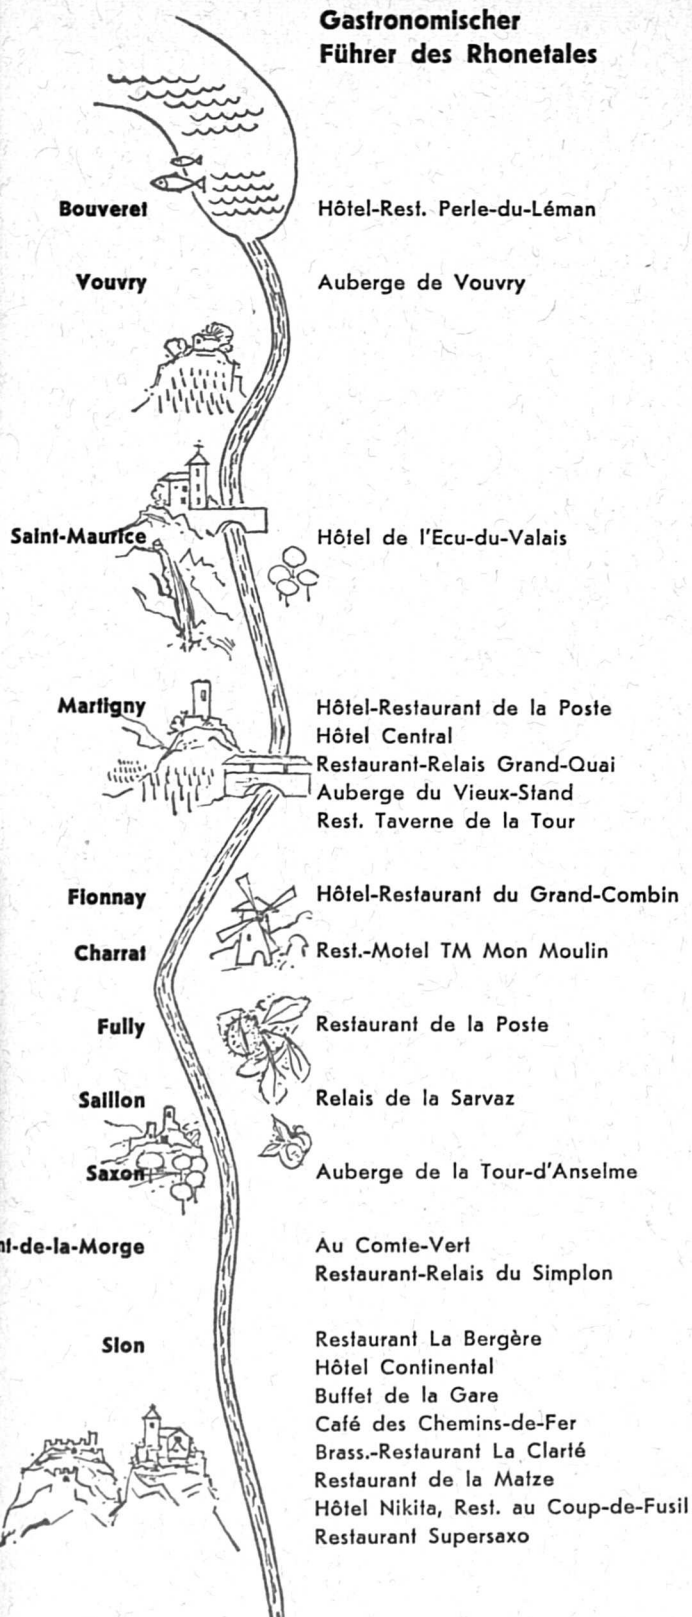 Gastronomischer
Führer des Rhonetales
Bouveret Hôtel-Rest. Perle-du-Léman
Vouvry Auberge de Vouvry
Saint-Maurice Hôtel de l'Ecu-du-Valais
Martigny Hôtel-Restaurant de la Poste
Hôtel Central
Restaurant-Relais Grand-Quai
Auberge du Vieux-Stand
Rest. Taverne de la Tour
Fionnay Hôtel-Restaurant du Grand-Combin
Charrat Rest.-Motel TM Mon Moulin
Fully Restaurant de la Poste
Saillon Relais de la Sarvaz
Saxon Auberge de la Tour-d'Anselme
nt-de-la-Morge Au Comte-Vert
Restaurant-Relais du Simplon
Sion Restaurant La Bergère
Hôtel Continental
Buffet de la Gare
Café des Chemins-de-Fer
Brass.-Restaurant La Clarté
Restaurant de la Matze
Hôtel Nikita, Rest. au Coup-de-Fusil
Restaurant Supersaxo